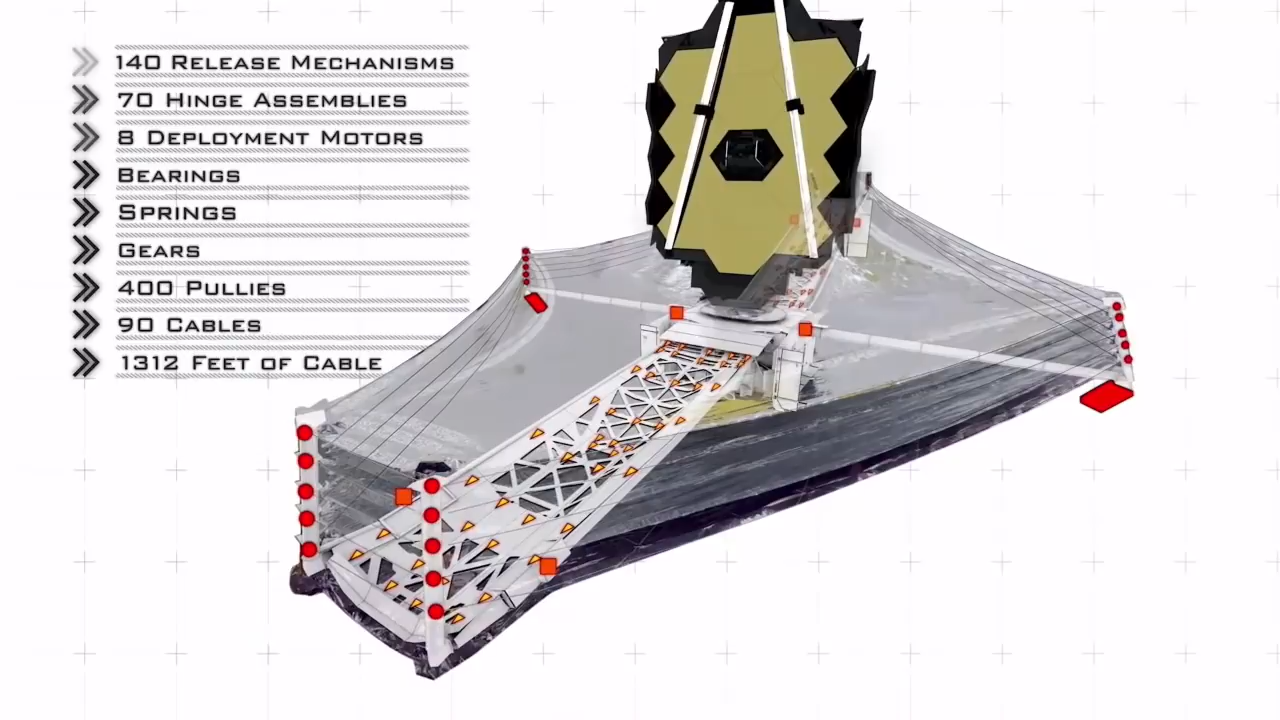 140 Release Mechanisms
70 Hinge Assemblies
8 Deployment Motors
Bearings
Springs
Gears
400 Pullies
90 Cables
1312 Feet of Cable